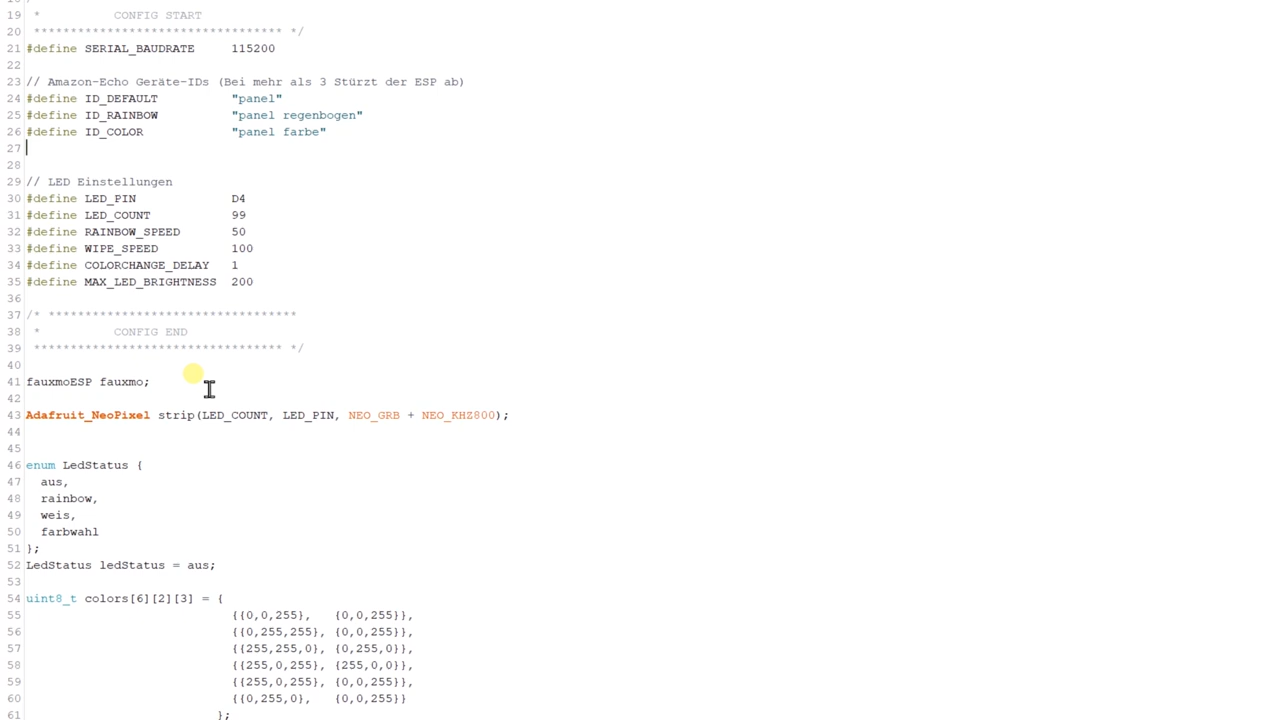 19 * CONFIG START
20 ********************************** */
21 #define SERIAL_BAUDRATE 115200
22
23 // Amazon-Echo Geräte-IDs (Bei mehr als 3 Stürzt der ESP ab)
24 #define ID_DEFAULT "panel"
25 #define ID_RAINBOW "panel regenbogen"
26 #define ID_COLOR "panel farbe"
27
28
29 // LED Einstellungen
30 #define LED_PIN D4
31 #define LED_COUNT 99
32 #define RAINBOW_SPEED 50
33 #define WIPE_SPEED 100
34 #define COLORCHANGE_DELAY 1
35 #define MAX_LED_BRIGHTNESS 200
36
37 /* **********************************
38 * CONFIG END
39 ********************************** */
40
41 fauxmoESP fauxmo;
42
43 Adafruit_NeoPixel strip(LED_COUNT, LED_PIN, NEO_GRB + NEO_KHZ800);
44
45
46 enum LedStatus {
47 aus,
48 rainbow,
49 weis,
50 farbwahl
51 };
52 LedStatus ledStatus = aus;
53
54 uint8_t colors[6][2][3] = {
55 {{0,0,255}, {0,0,255}},
56 {{0,255,255}, {0,0,255}},
57 {{255,255,0}, {0,255,0}},
58 {{255,0,255}, {255,0,0}},
59 {{255,0,255}, {0,0,255}},
60 {{0,255,0}, {0,0,255}}
61 };